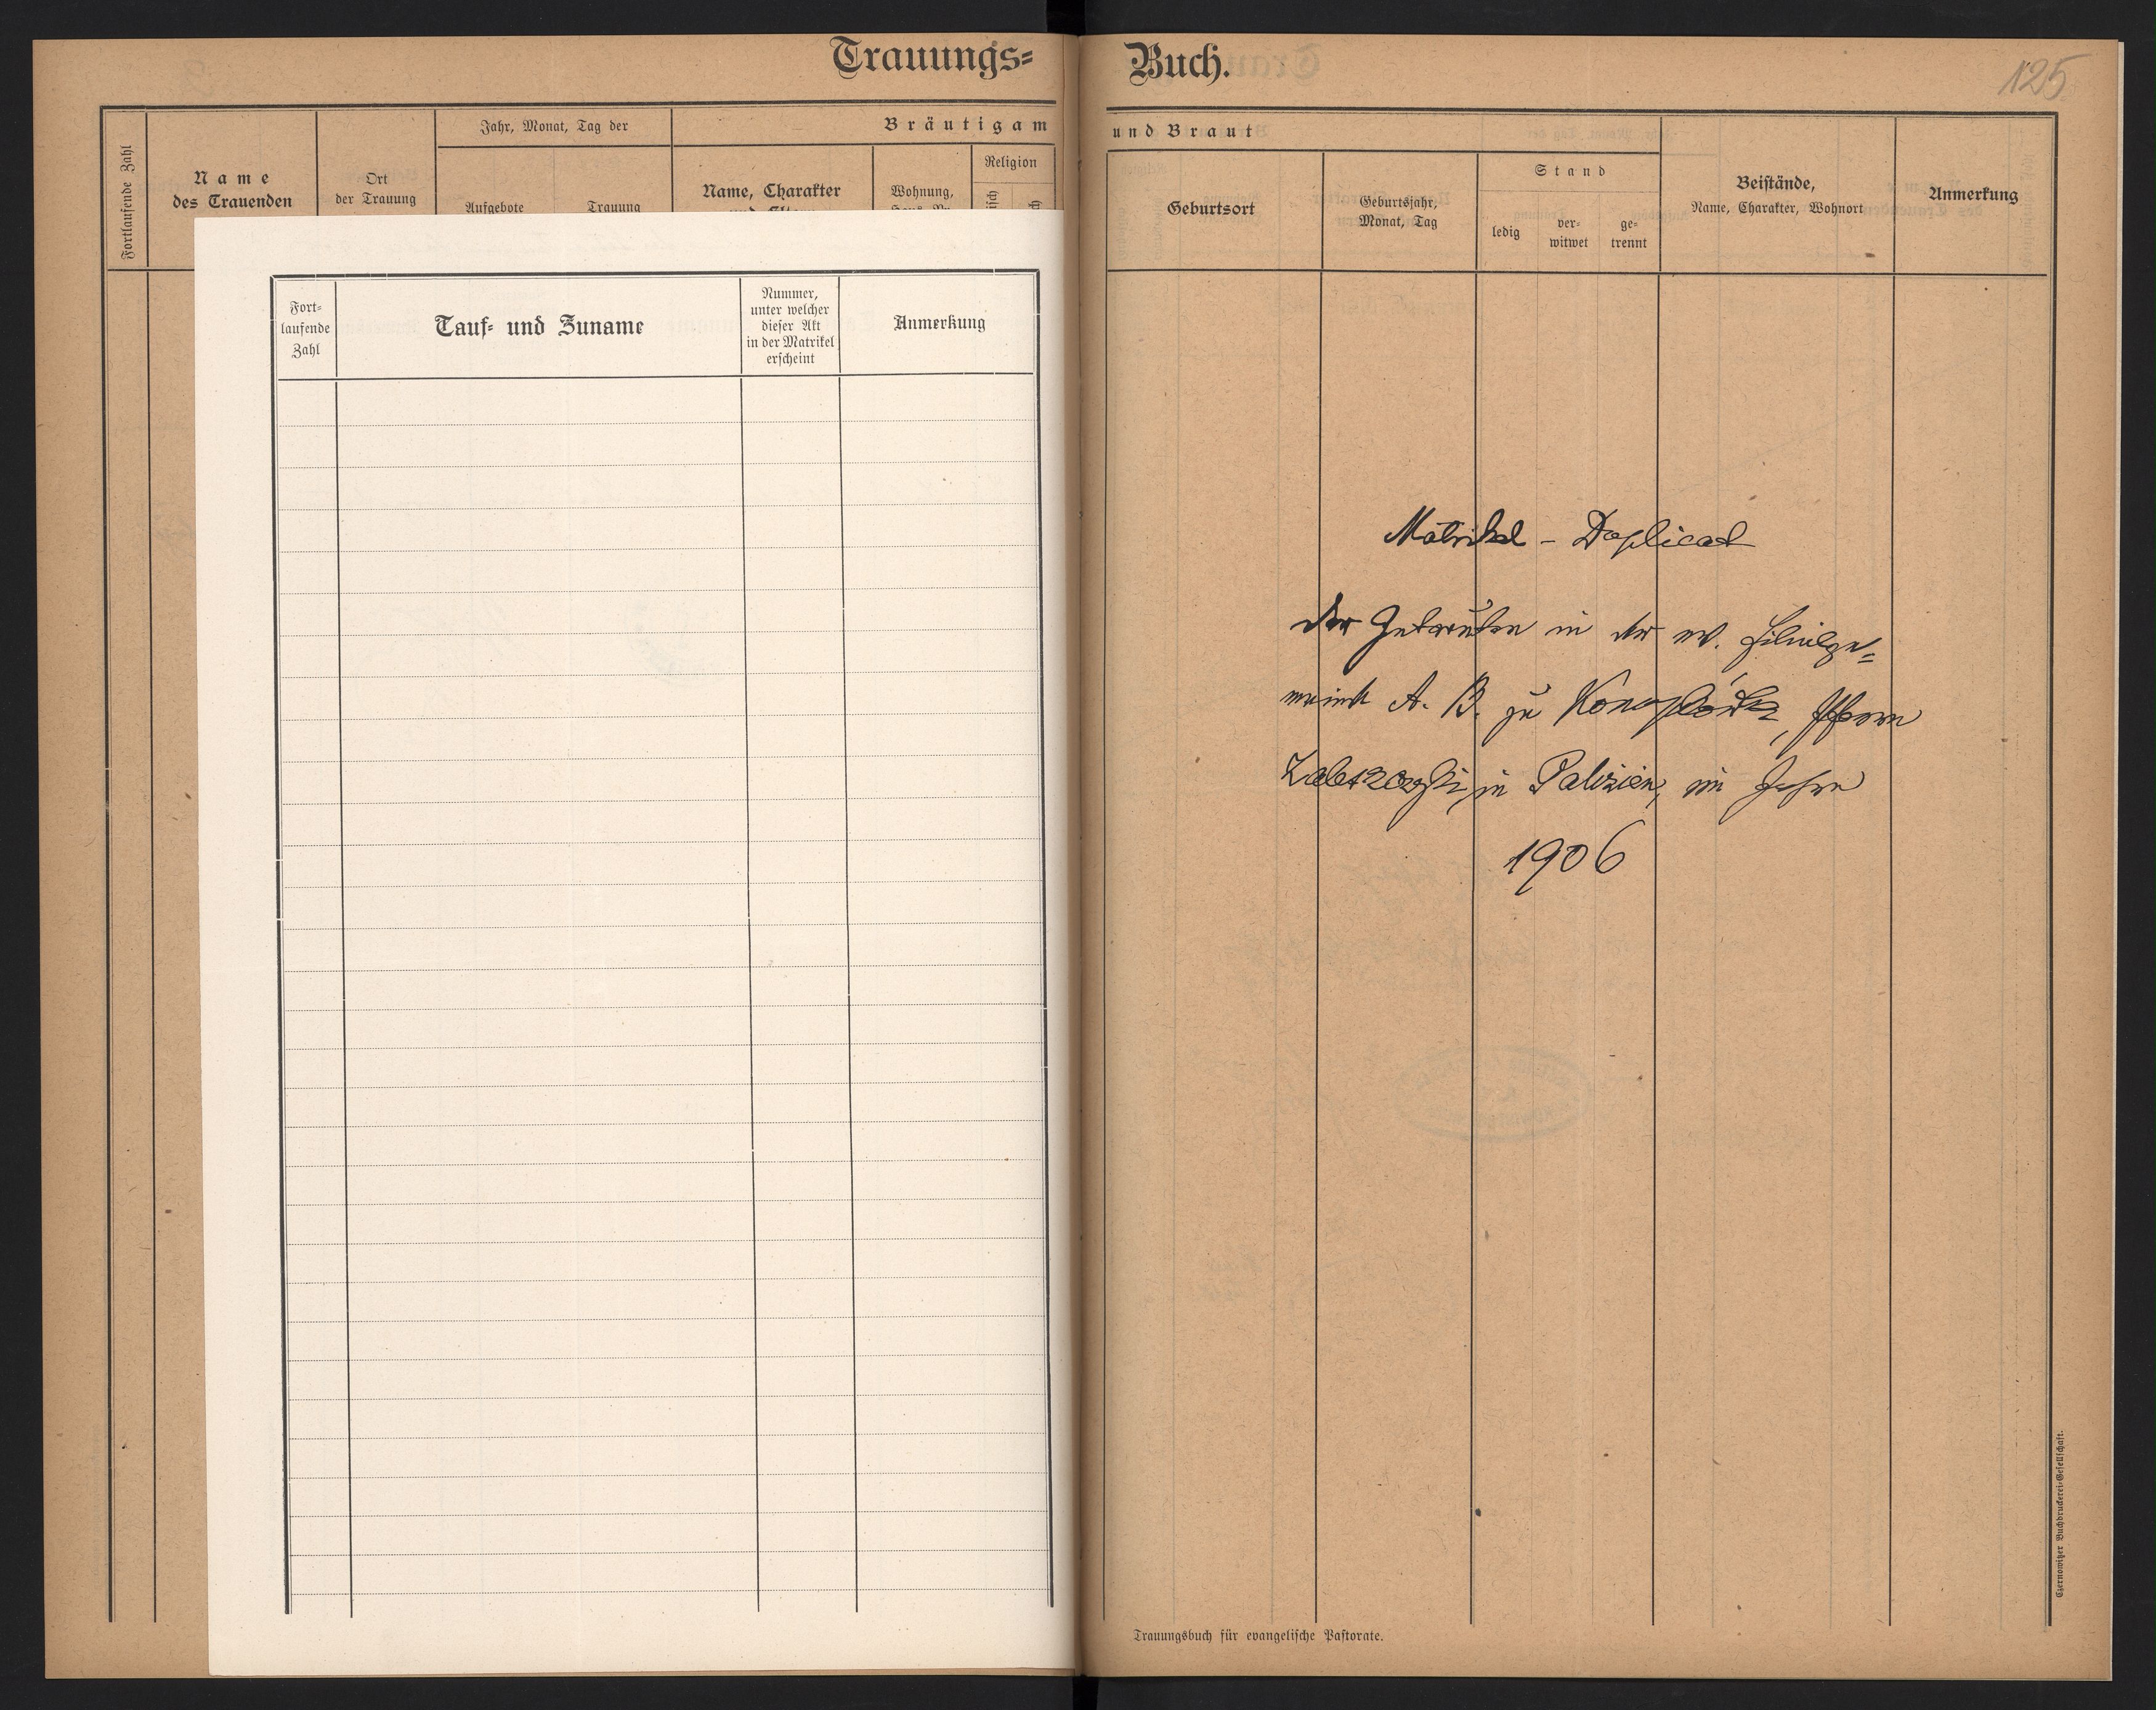 Trauungs=
Fortlaufende Zahl
Name
des Trauenden
Ort
der Trauung
Jahr, Monat, Tag der
Aufgebote
Trauung
Bräutigam
Name, Charakter
Wohnung,
Religion
Fort-
laufende
Zahl
Tauf- und Zuname
Nummer,
unter welcher
dieser Akt
in der Matrikel
erscheint
Anmerkung
Buch.
125
und Braut
Geburtsort
Geburtsjahr,
Monat, Tag
Stand
ledig
ver-
witwet
ge-
trennt
Beistände,
Name, Charakter, Wohnort
Anmerkung
Matrikel - Duplicat
der Getrauten in der ev. Filialge=
meinde A. B. zu Konopkówka, Pfarre
Zaleszczyki, in Galizien, im Jahre
1906
Trauungsbuch für evangelische Pastorate.
Czernowitzer Buchdruckerei-Gesellschaft.